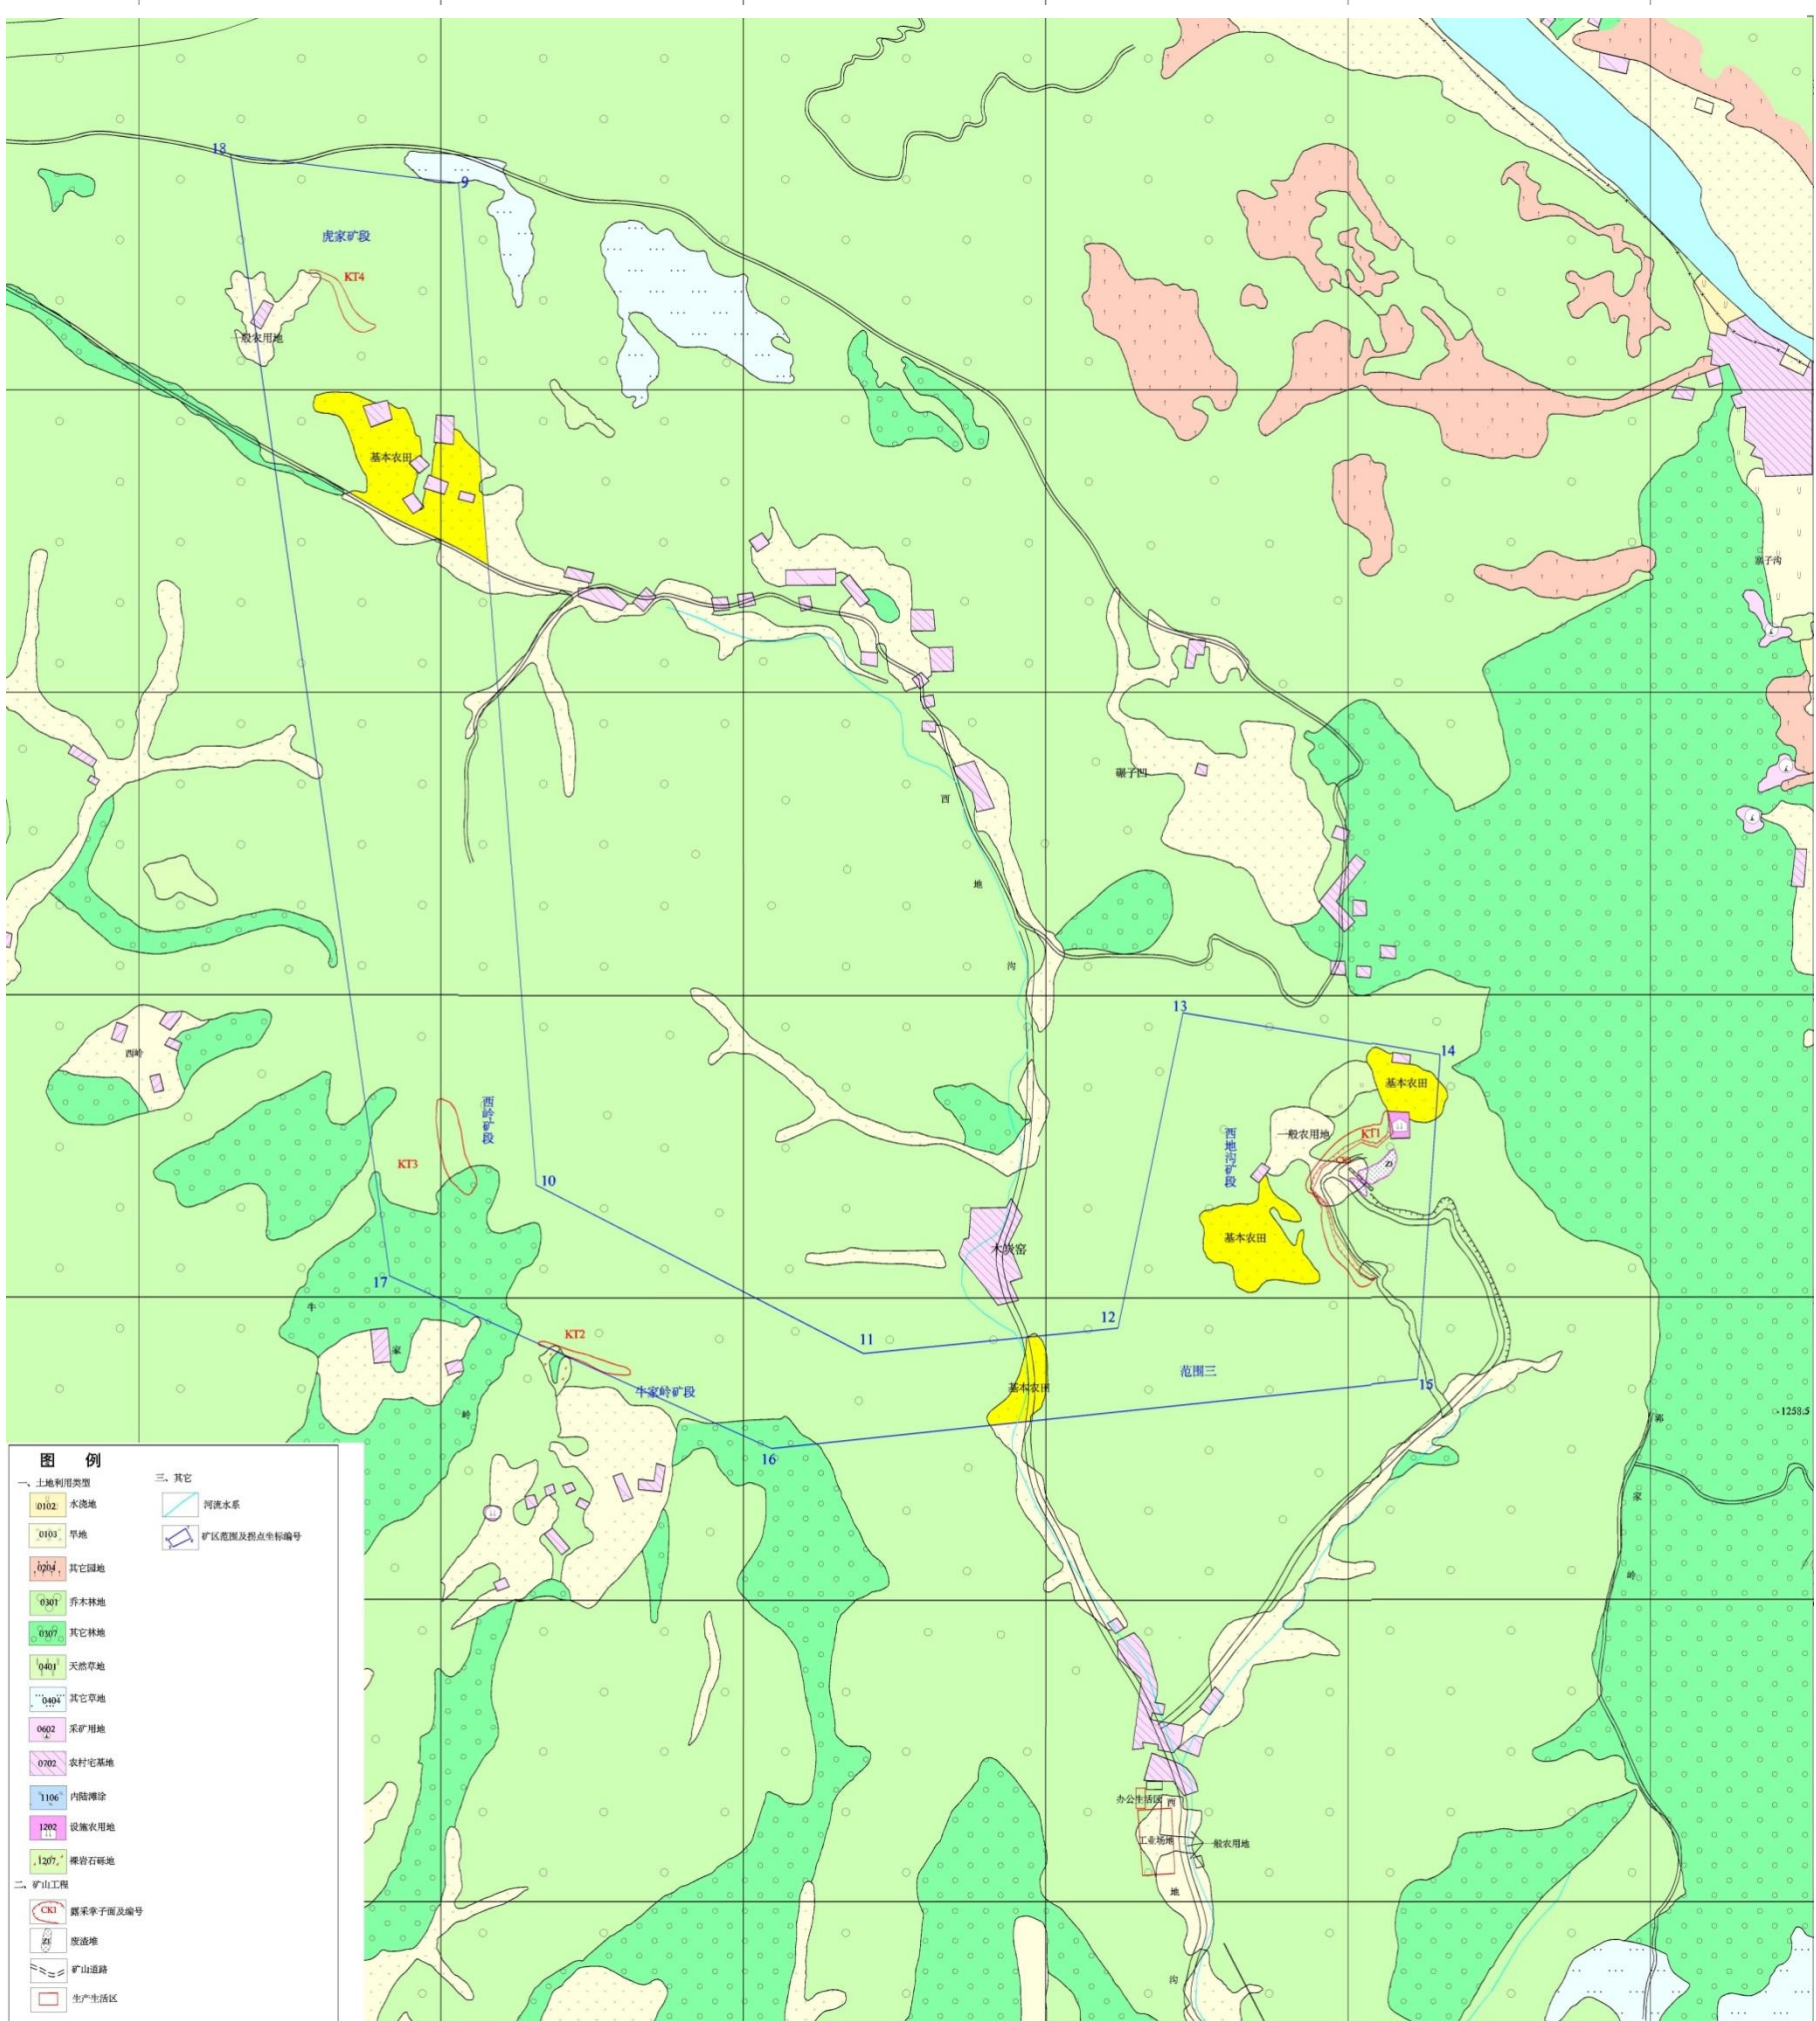 18
9
虎家矿段
KT4
一般农用地
基本农田
寨子沟
碾子凹
西
地
沟
13
14
西岭
基本农田
西岭矿段
西地沟矿段
一般农用地
KT1
KT3
Z1
10
基本农田
木炭窑
17
牛
12
KT2
家
11
范围三
牛家岭矿段
基本农田
15
岭
郭
1258.5
16
家
岭
办公生活区
西
工业场地
一般农用地
地
沟
图 例
一、土地利用类型
0102 水浇地
0103 旱地
0204 其它园地
0301 乔木林地
0307 其它林地
0401 天然草地
0404 其它草地
0602 采矿用地
0702 农村宅基地
1106 内陆滩涂
1202 设施农用地
1207 裸岩石砾地
二、矿山工程
CK1 露采掌子面及编号
Z1 废渣堆
矿山道路
生产生活区
三、其它
河流水系
矿区范围及拐点坐标编号